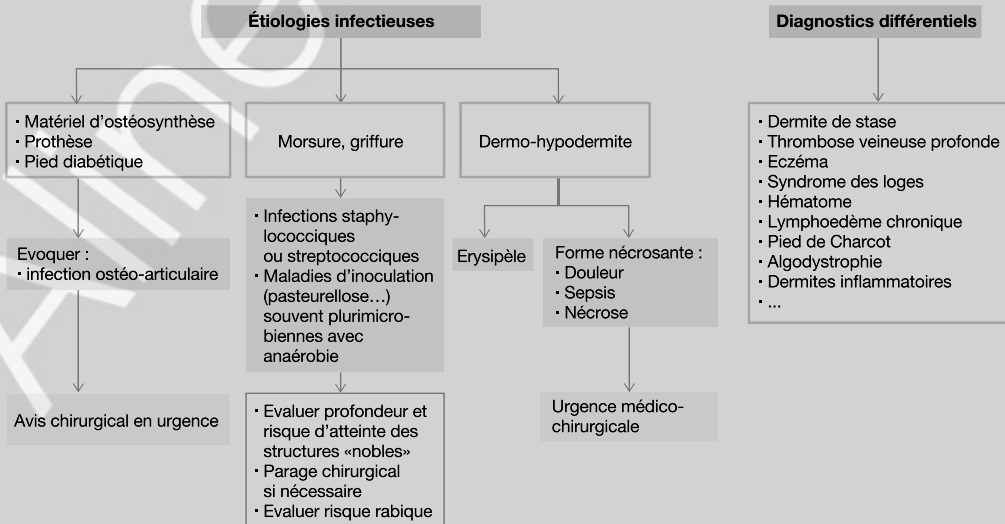 Étiologies infectieuses
Diagnostics différentiels
· Matériel d'ostéosynthèse
· Prothèse
· Pied diabétique
Morsure, griffure
Dermo-hypodermite
· Dermite de stase
· Thrombose veineuse profonde
· Eczéma
· Syndrome des loges
· Hématome
· Lymphoedème chronique
· Pied de Charcot
· Algodystrophie
· Dermites inflammatoires
· ...
Evoquer :
· infection ostéo-articulaire
· Infections staphy-
lococciques
ou streptococciques
· Maladies d'inoculation
(pasteurellose...)
souvent plurimicro-
biennes avec
anaérobie
Erysipèle
Forme nécrosante :
· Douleur
· Sepsis
· Nécrose
Avis chirurgical en urgence
· Evaluer profondeur et
risque d'atteinte des
structures «nobles»
· Parage chirurgical
si nécessaire
· Evaluer risque rabique
Urgence médico-
chirurgicale